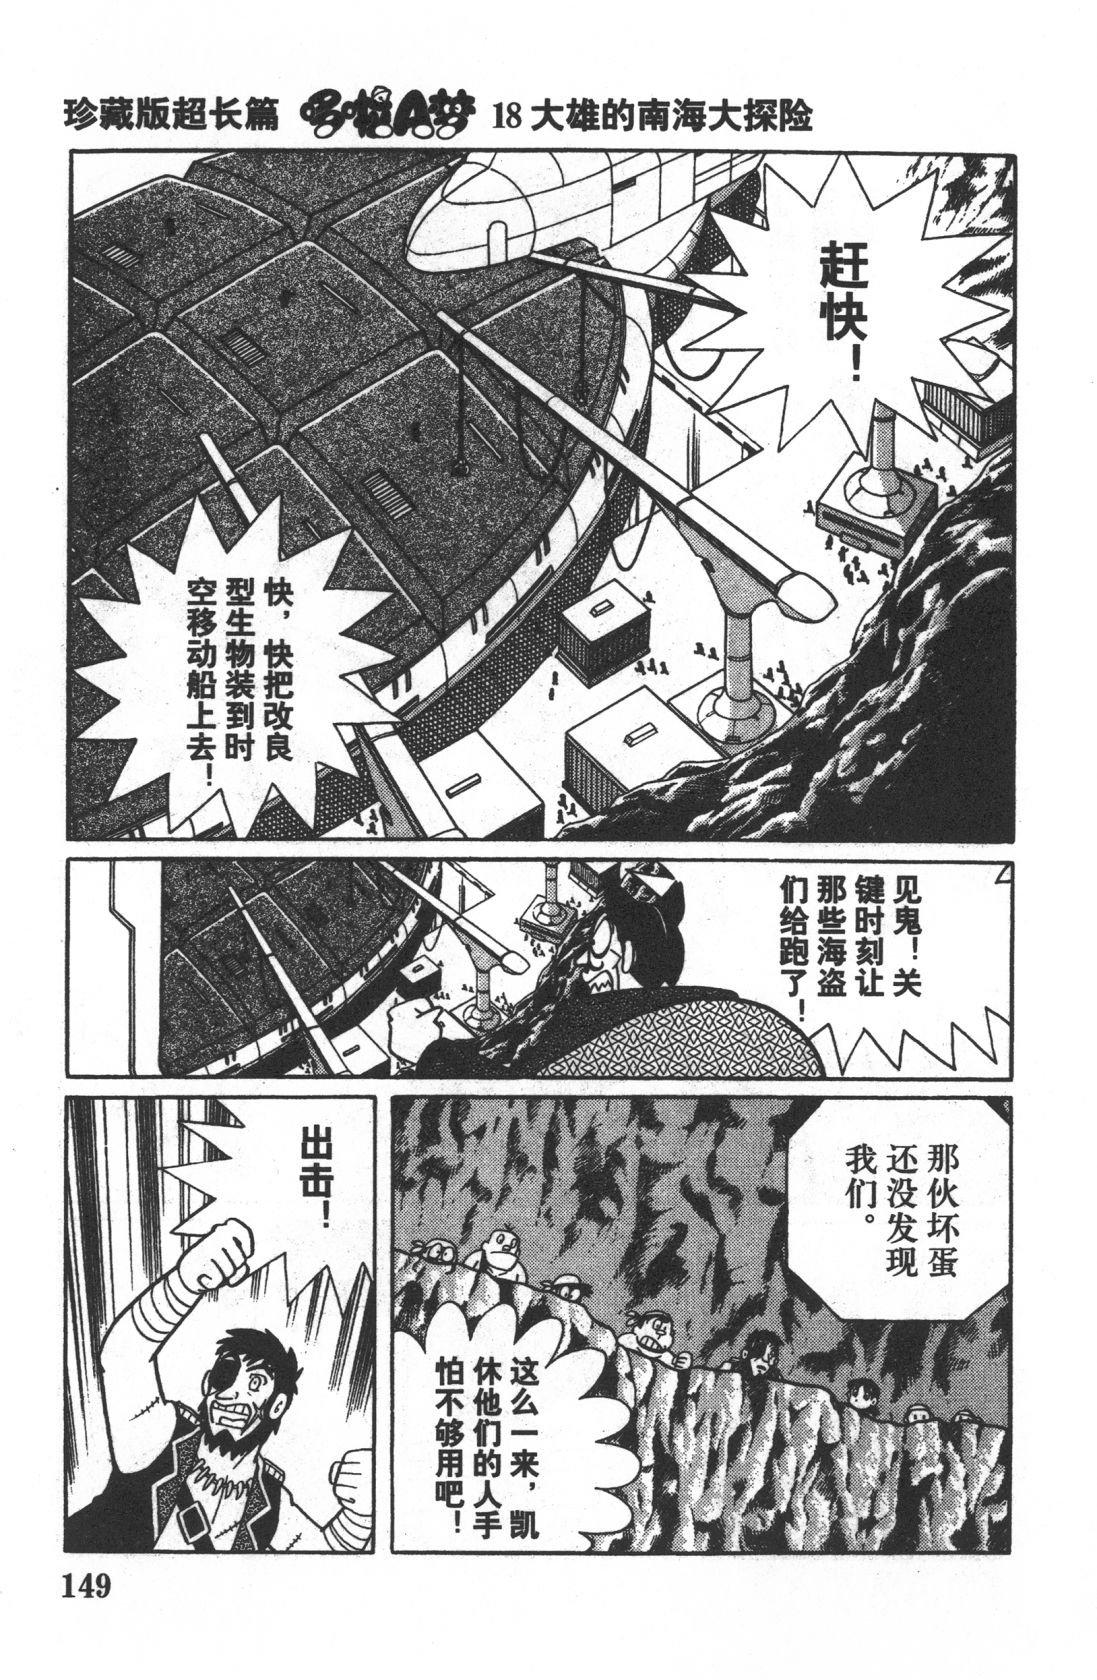 珍藏版超长篇 哆啦A梦 18 大雄的南海大探险
赶
快！
快，快把改良
型生物装到时
空移动船上去！
见鬼！关
键时刻让
那些海盗
们给跑了！
那伙坏蛋
还没发现
我们。
这么一来，凯
休他们的人手
怕不够用吧！
出
击！
149